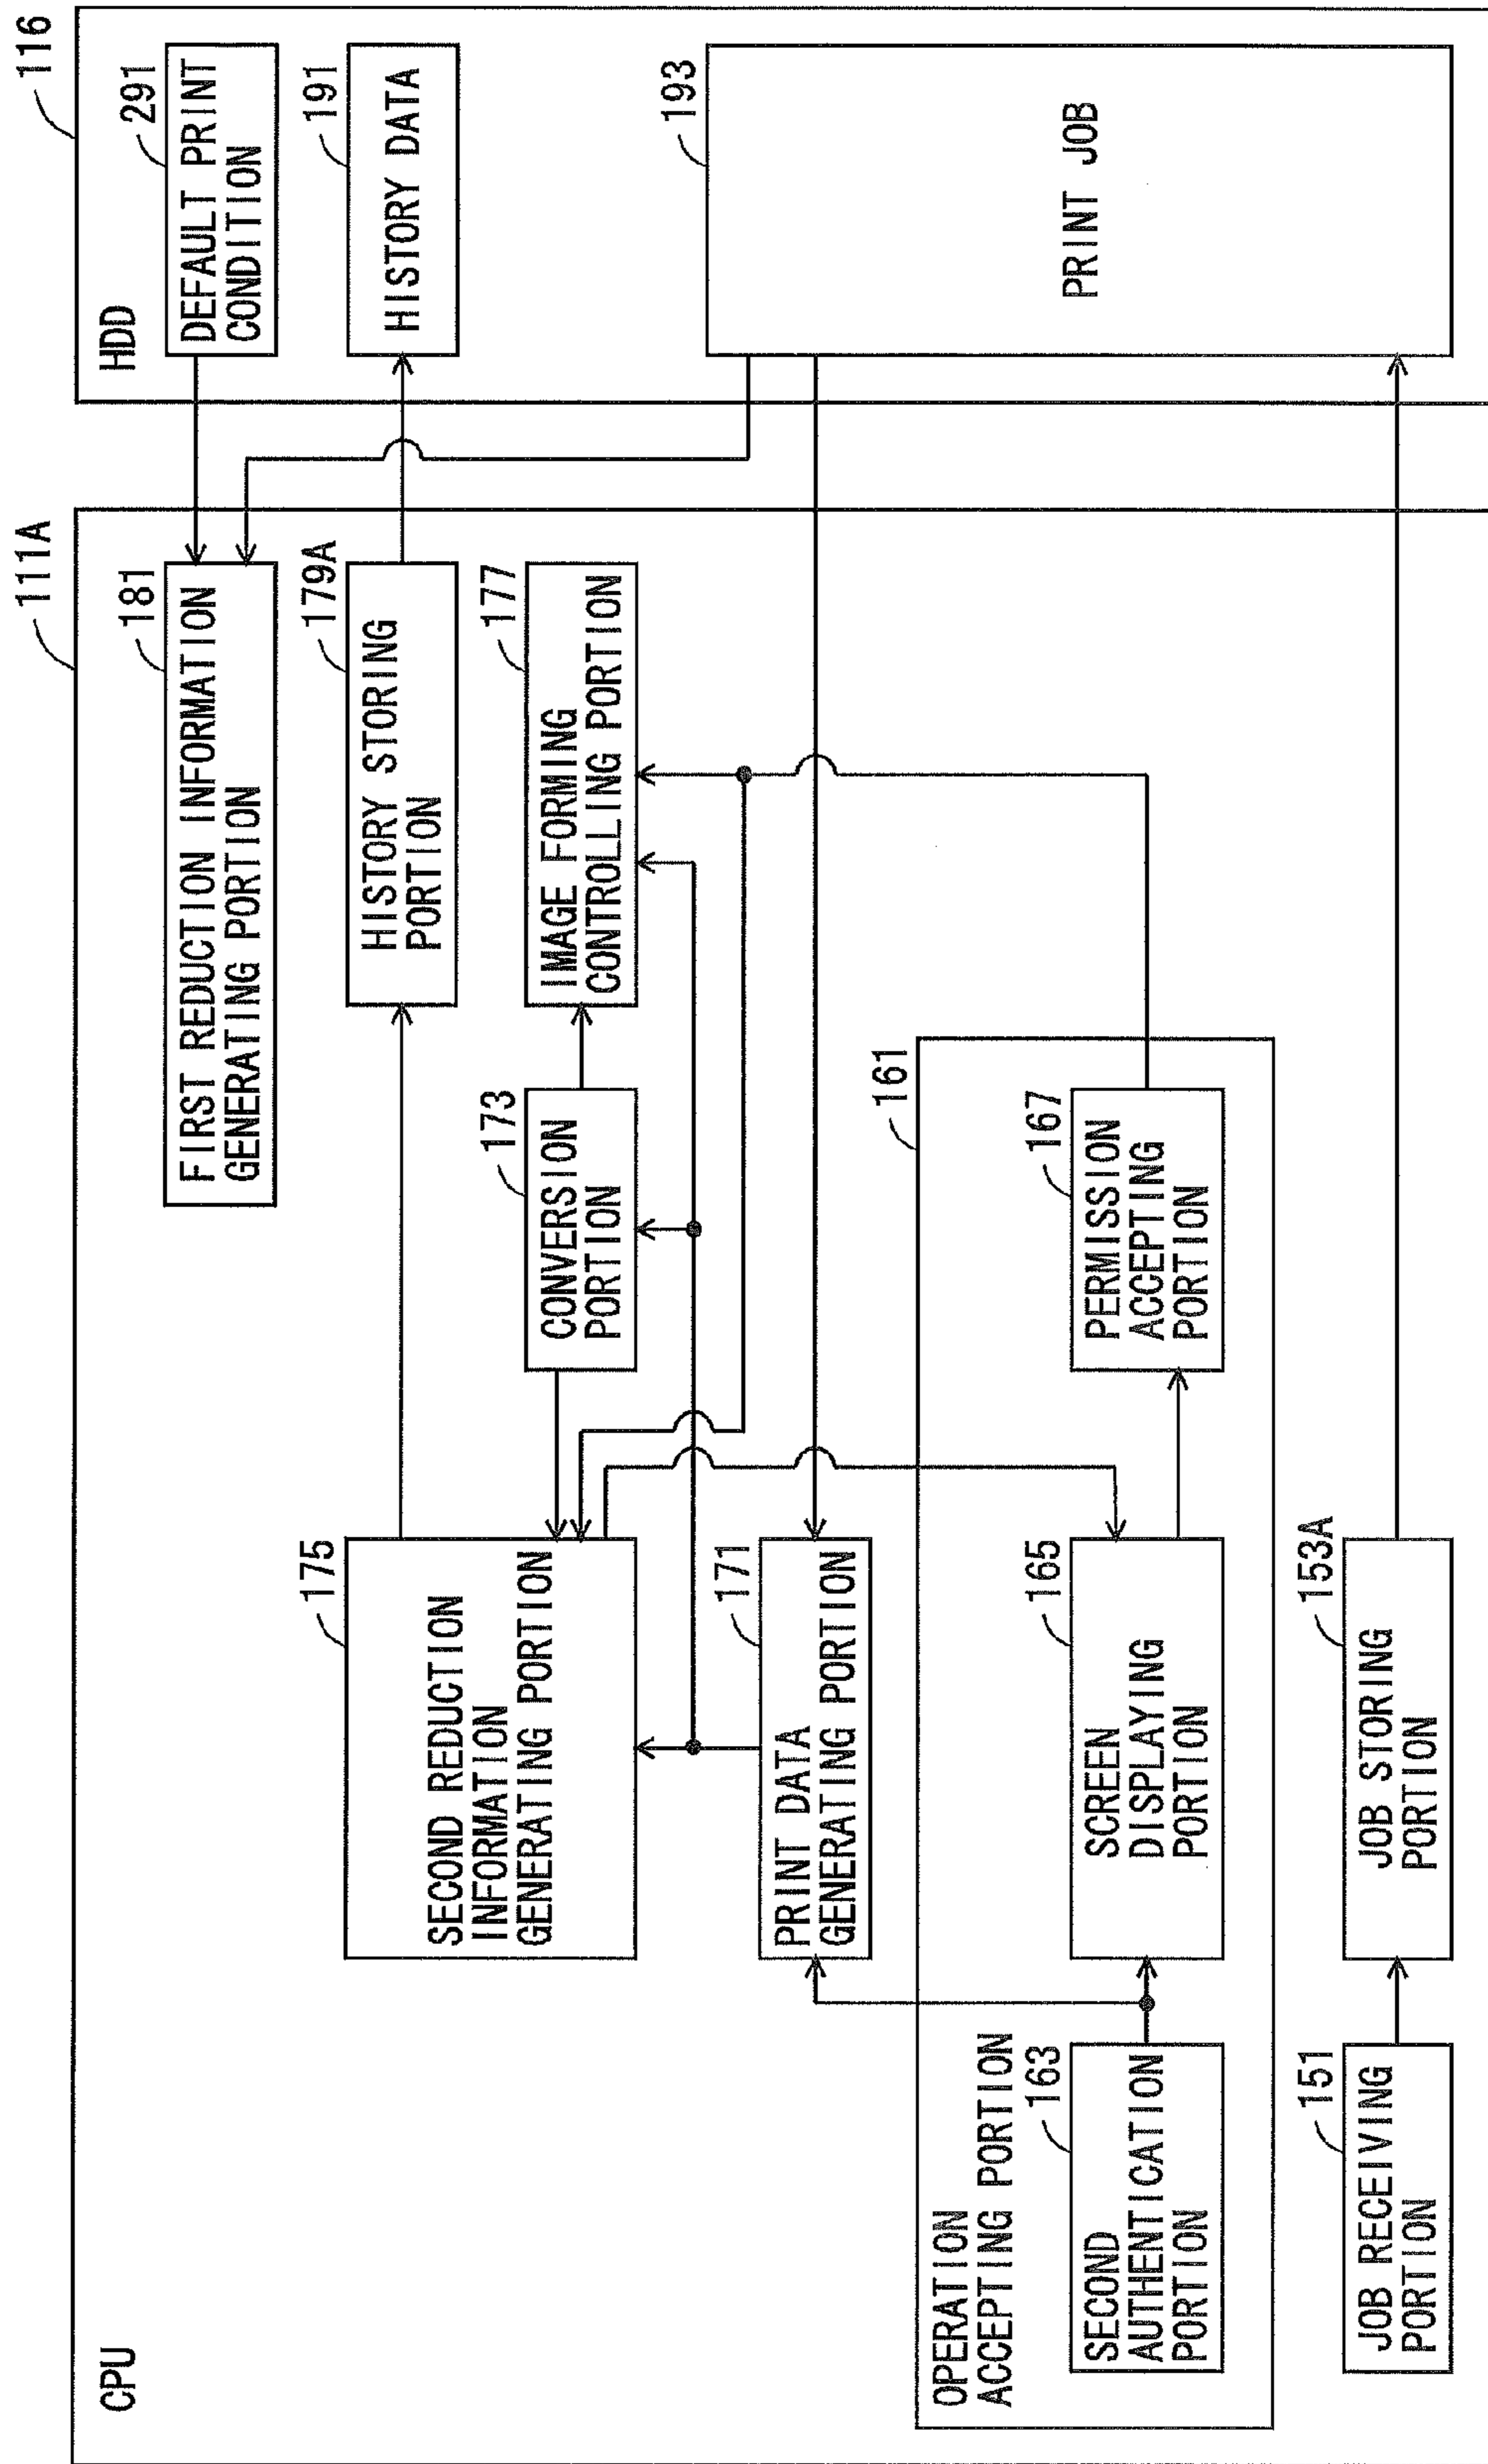 CPU
111A
HDD
116
FIRST REDUCTION INFORMATION
GENERATING PORTION
181
DEFAULT PRINT
CONDITION
291
SECOND REDUCTION
INFORMATION
GENERATING PORTION
175
HISTORY STORING
PORTION
179A
HISTORY DATA
191
CONVERSION
PORTION
173
IMAGE FORMING
CONTROLLING PORTION
177
PRINT DATA
GENERATING PORTION
171
PRINT JOB
193
OPERATION
ACCEPTING PORTION
161
SECOND
AUTHENTICATION
PORTION
163
SCREEN
DISPLAYING
PORTION
165
PERMISSION
ACCEPTING
PORTION
167
JOB RECEIVING
PORTION
151
JOB STORING
PORTION
153A